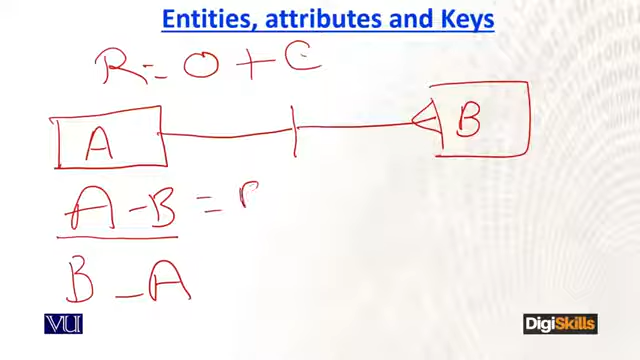 Entities, attributes and Keys
R = O + C
A
B
A - B =
B - A
VU
DigiSkills